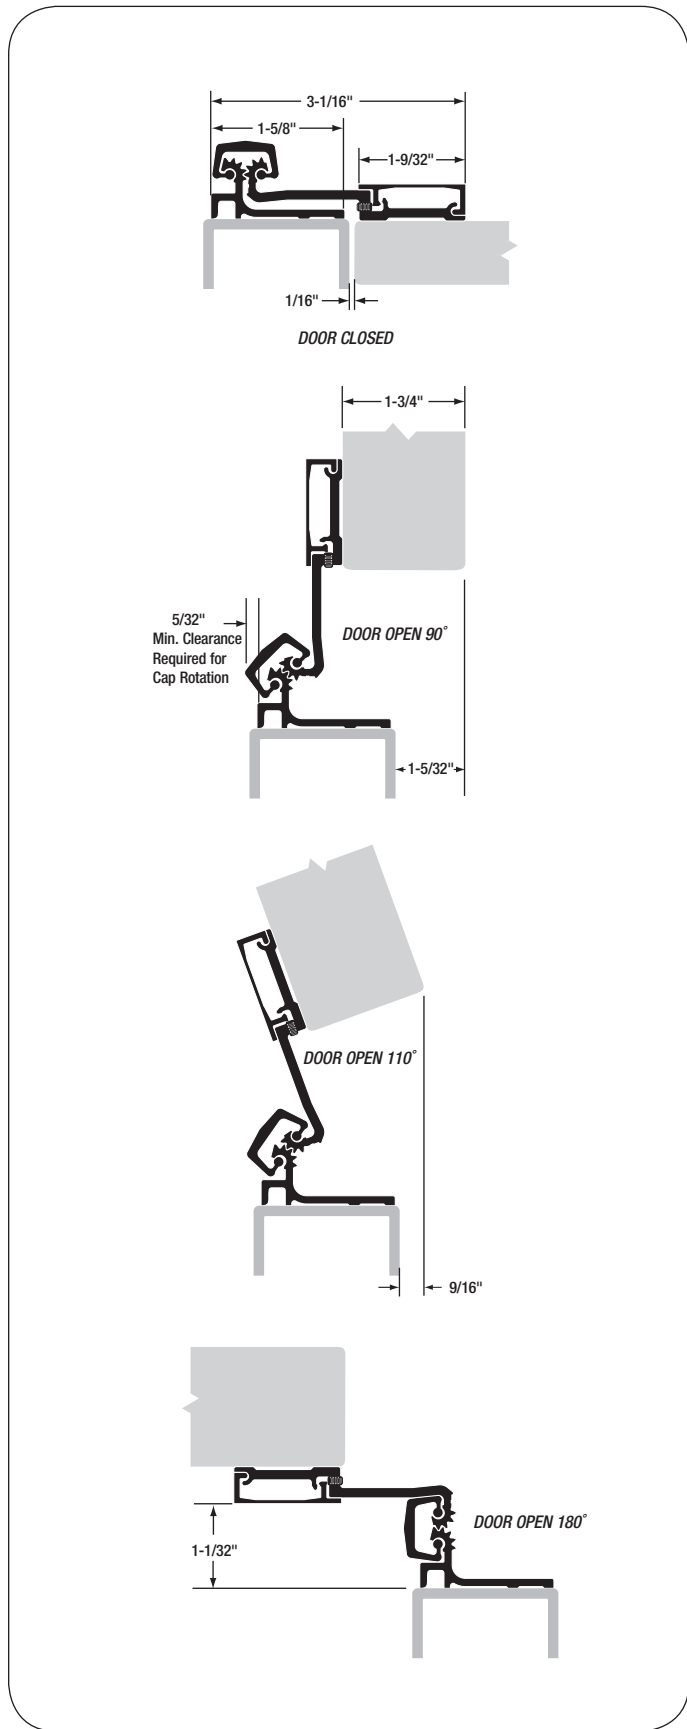 3-1/16"
1-5/8"
1-9/32"
1/16"
DOOR CLOSED
1-3/4"
5/32"
Min. Clearance
Required for
Cap Rotation
DOOR OPEN 90˚
1-5/32"
DOOR OPEN 110˚
9/16"
DOOR OPEN 180˚
1-1/32"